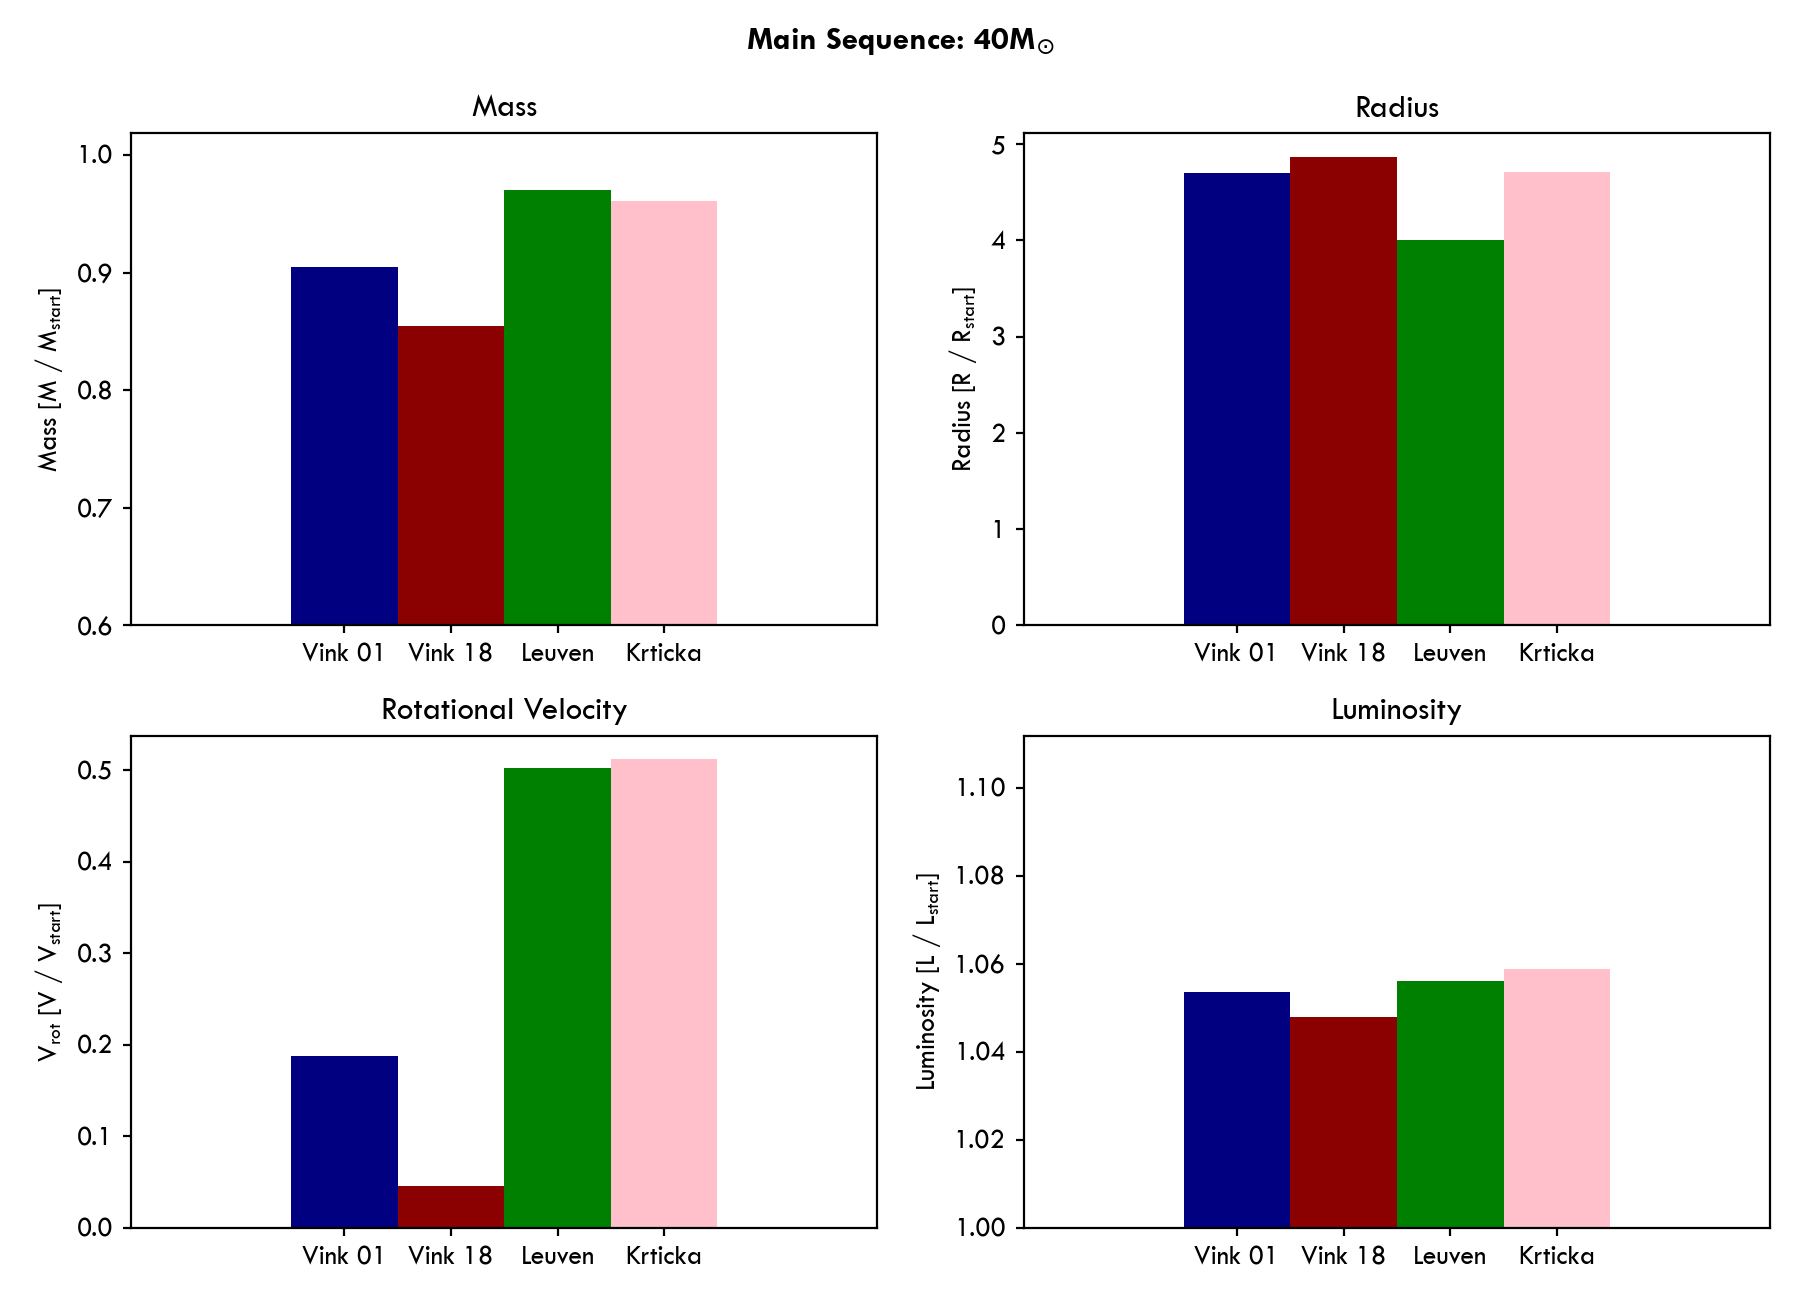 Main Sequence: 40M☉
Mass
Mass [M / Mstart]
1.0
0.9
0.8
0.7
0.6
Vink 01 Vink 18 Leuven Krticka
Radius
Radius [R / Rstart]
5
4
3
2
1
0
Vink 01 Vink 18 Leuven Krticka
Rotational Velocity
Vrot [V / Vstart]
0.5
0.4
0.3
0.2
0.1
0.0
Vink 01 Vink 18 Leuven Krticka
Luminosity
Luminosity [L / Lstart]
1.10
1.08
1.06
1.04
1.02
1.00
Vink 01 Vink 18 Leuven Krticka